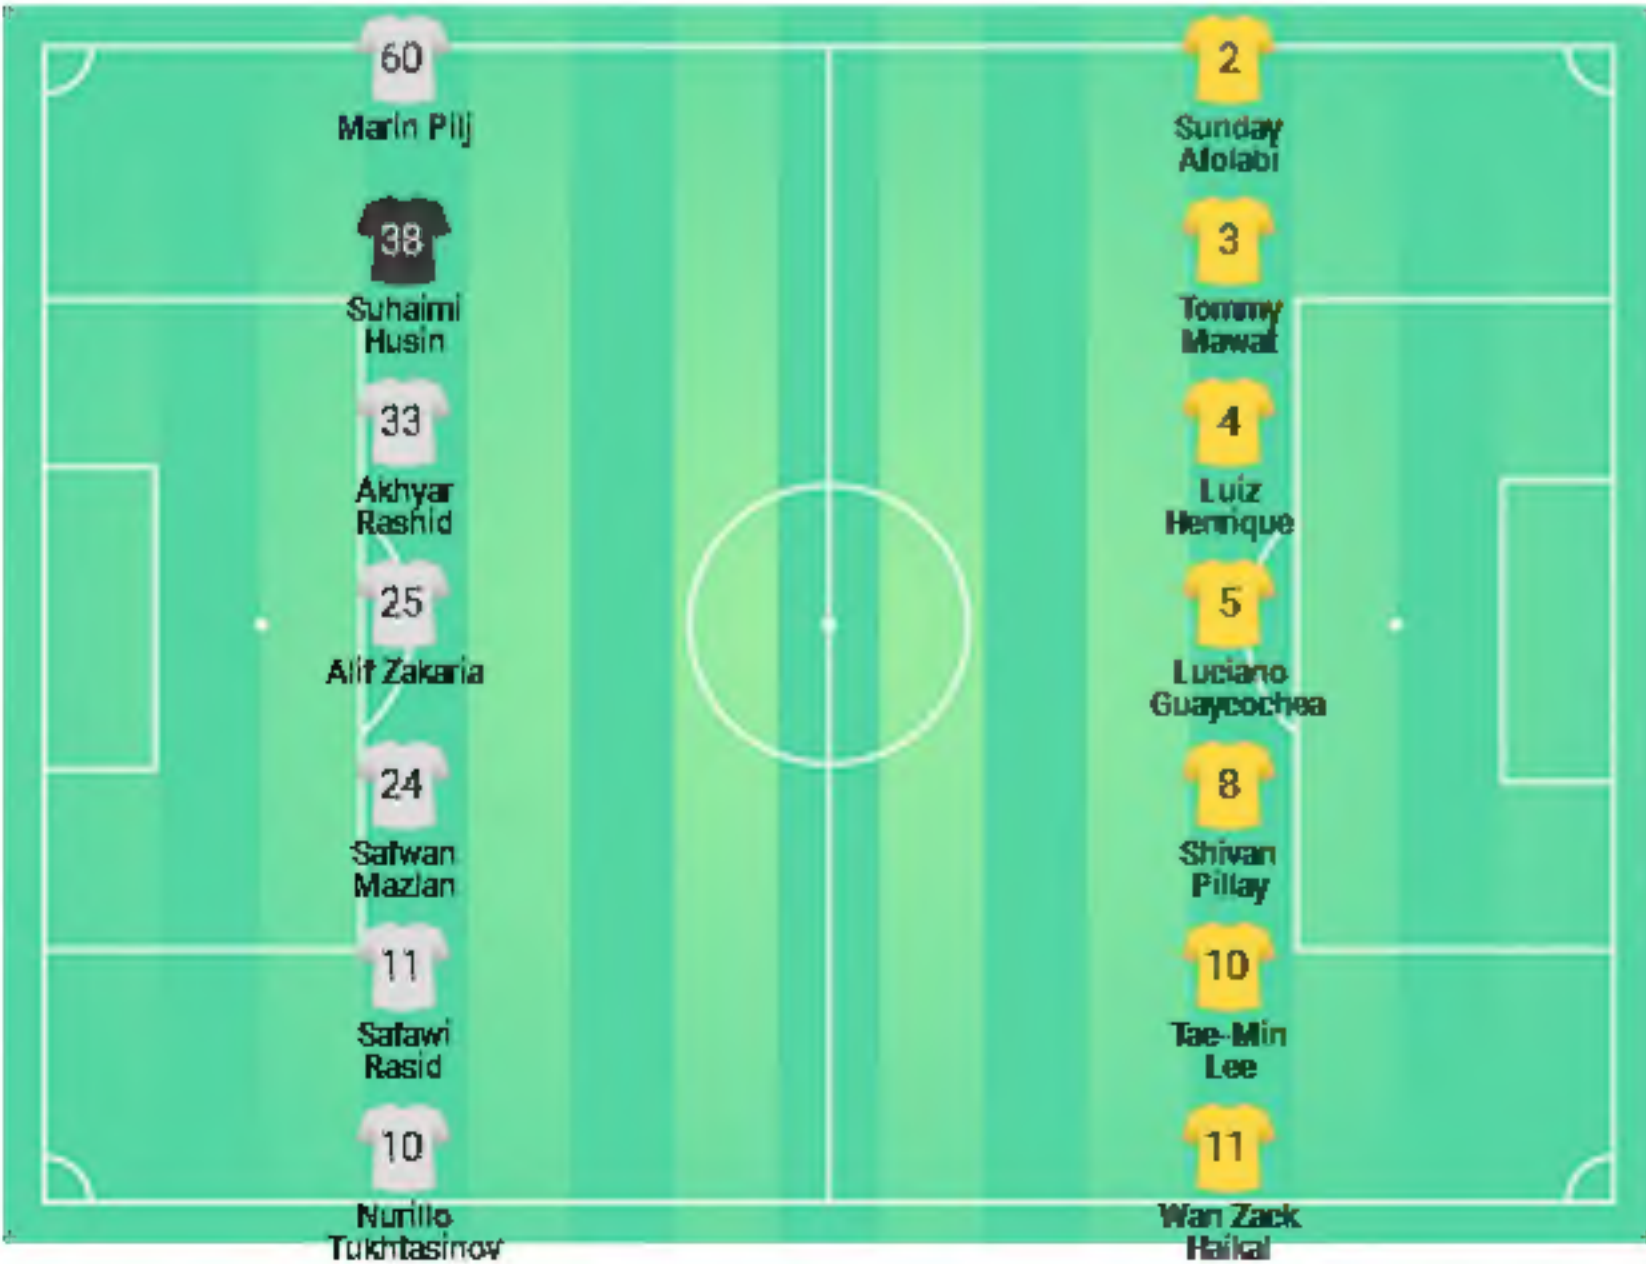 60
Marin Pilj
38
Suhaimi
Husin
33
Akhyar
Rashid
25
Alif Zakaria
24
Safwan
Mazlan
11
Safawi
Rasid
10
Nurillo
Tukhtasinov
2
Sunday
Afolabi
3
Tommy
Mawat
4
Luiz
Henrique
5
Luciano
Guaycochea
8
Shivan
Pillay
10
Tae-Min
Lee
11
Wan Zack
Haikal